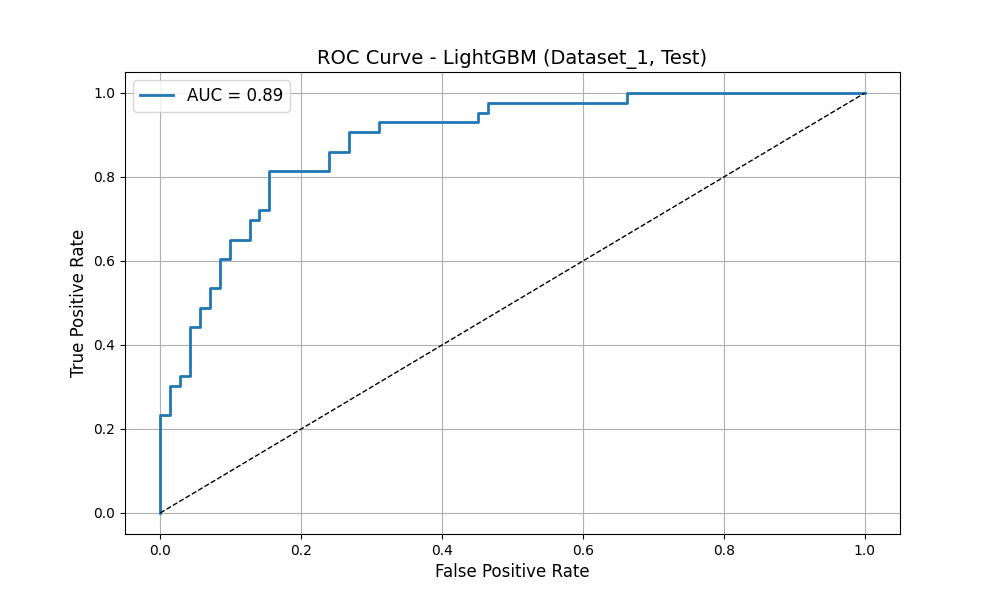 ROC Curve - LightGBM (Dataset_1, Test)
AUC = 0.89
True Positive Rate
1.0
0.8
0.6
0.4
0.2
0.0
0.0 0.2 0.4 0.6 0.8 1.0
False Positive Rate